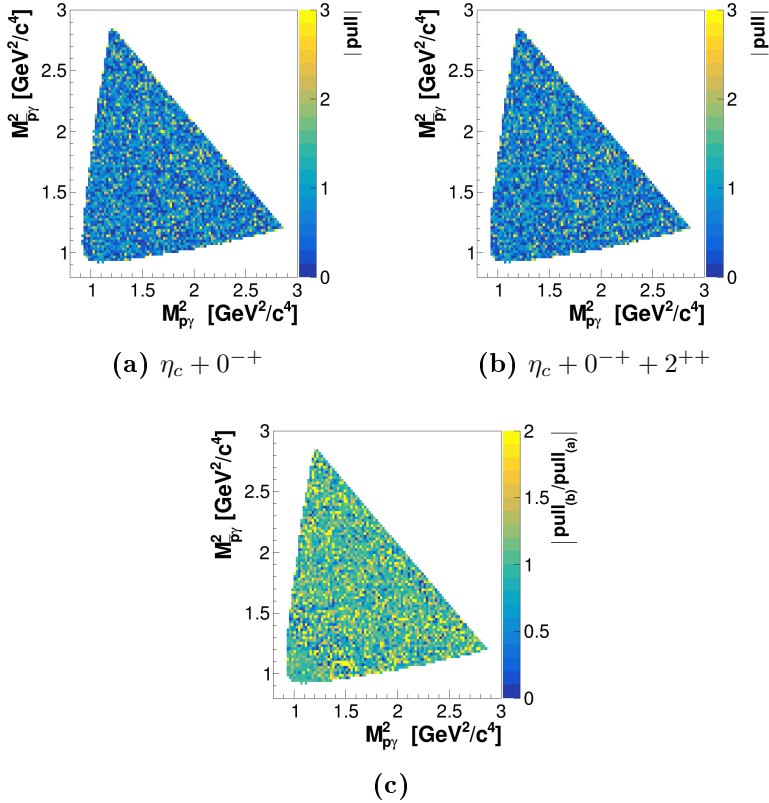 M²p̄γ [GeV²/c⁴]
3
2.5
2
1.5
1
1 1.5 2 2.5 3
M²pγ [GeV²/c⁴]
3
2
1
0
|pull|
(a) ηc + 0⁻⁺
M²p̄γ [GeV²/c⁴]
3
2.5
2
1.5
1
1 1.5 2 2.5 3
M²pγ [GeV²/c⁴]
3
2
1
0
|pull|
(b) ηc + 0⁻⁺ + 2⁺⁺
M²p̄γ [GeV²/c⁴]
3
2.5
2
1.5
1
1 1.5 2 2.5 3
M²pγ [GeV²/c⁴]
2
1.5
1
0.5
0
|pull(b)/pull(a)|
(c)